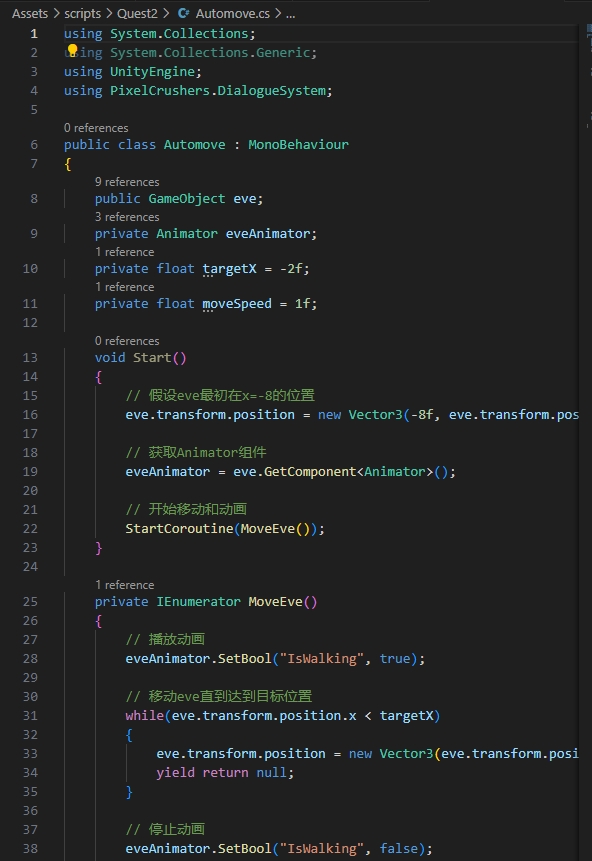 Assets > scripts > Quest2 > Automove.cs > ...
1 using System.Collections;
2 using System.Collections.Generic;
3 using UnityEngine;
4 using PixelCrushers.DialogueSystem;
5
0 references
6 public class Automove : MonoBehaviour
7 {
9 references
8 public GameObject eve;
3 references
9 private Animator eveAnimator;
1 reference
10 private float targetX = -2f;
1 reference
11 private float moveSpeed = 1f;
12
0 references
13 void Start()
14 {
15 // 假设eve最初在x=-8的位置
16 eve.transform.position = new Vector3(-8f, eve.transform.pos
17
18 // 获取Animator组件
19 eveAnimator = eve.GetComponent<Animator>();
20
21 // 开始移动和动画
22 StartCoroutine(MoveEve());
23 }
24
1 reference
25 private IEnumerator MoveEve()
26 {
27 // 播放动画
28 eveAnimator.SetBool("IsWalking", true);
29
30 // 移动eve直到达到目标位置
31 while(eve.transform.position.x < targetX)
32 {
33 eve.transform.position = new Vector3(eve.transform.posi
34 yield return null;
35 }
36
37 // 停止动画
38 eveAnimator.SetBool("IsWalking", false);